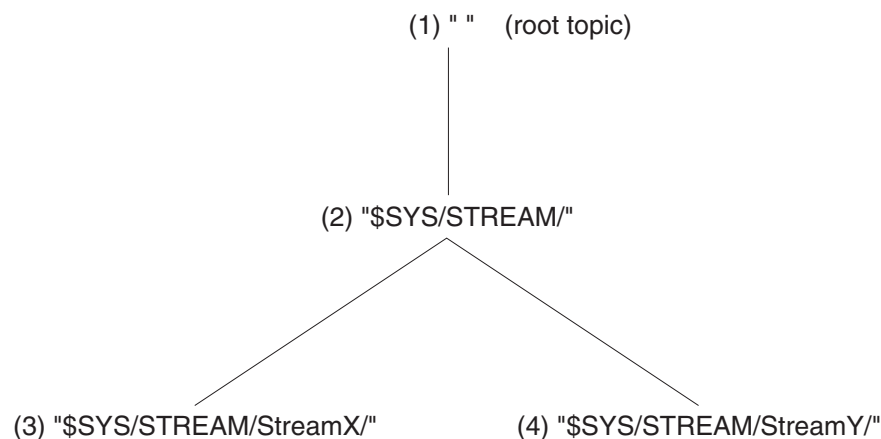 (1) " " (root topic)
(2) "$SYS/STREAM/"
(3) "$SYS/STREAM/StreamX/"
(4) "$SYS/STREAM/StreamY/"